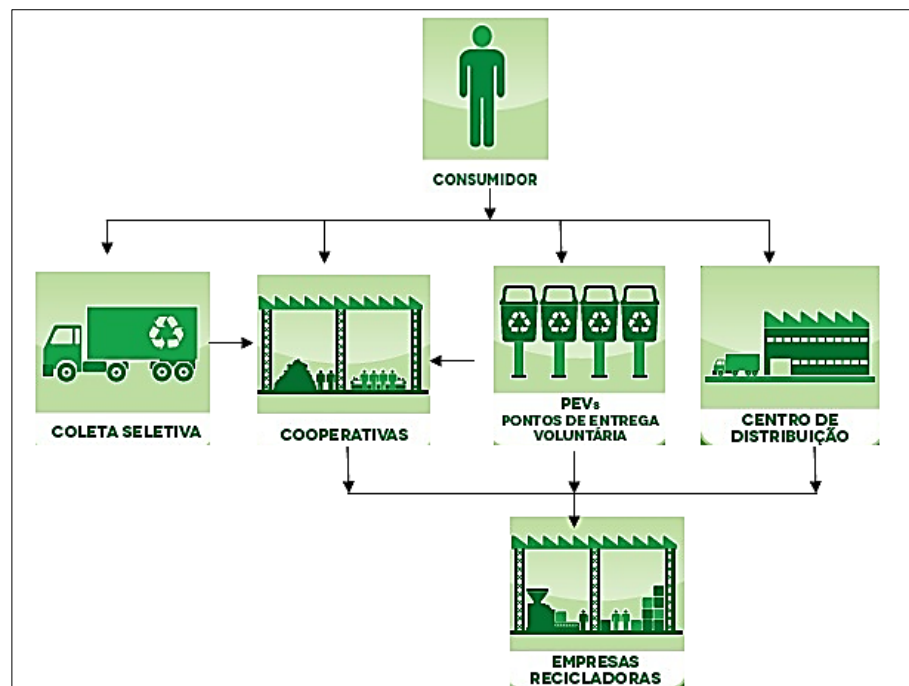 CONSUMIDOR
COLETA SELETIVA
COOPERATIVAS
PEVs
PONTOS DE ENTREGA
VOLUNTÁRIA
CENTRO DE
DISTRIBUIÇÃO
EMPRESAS
RECICLADORAS